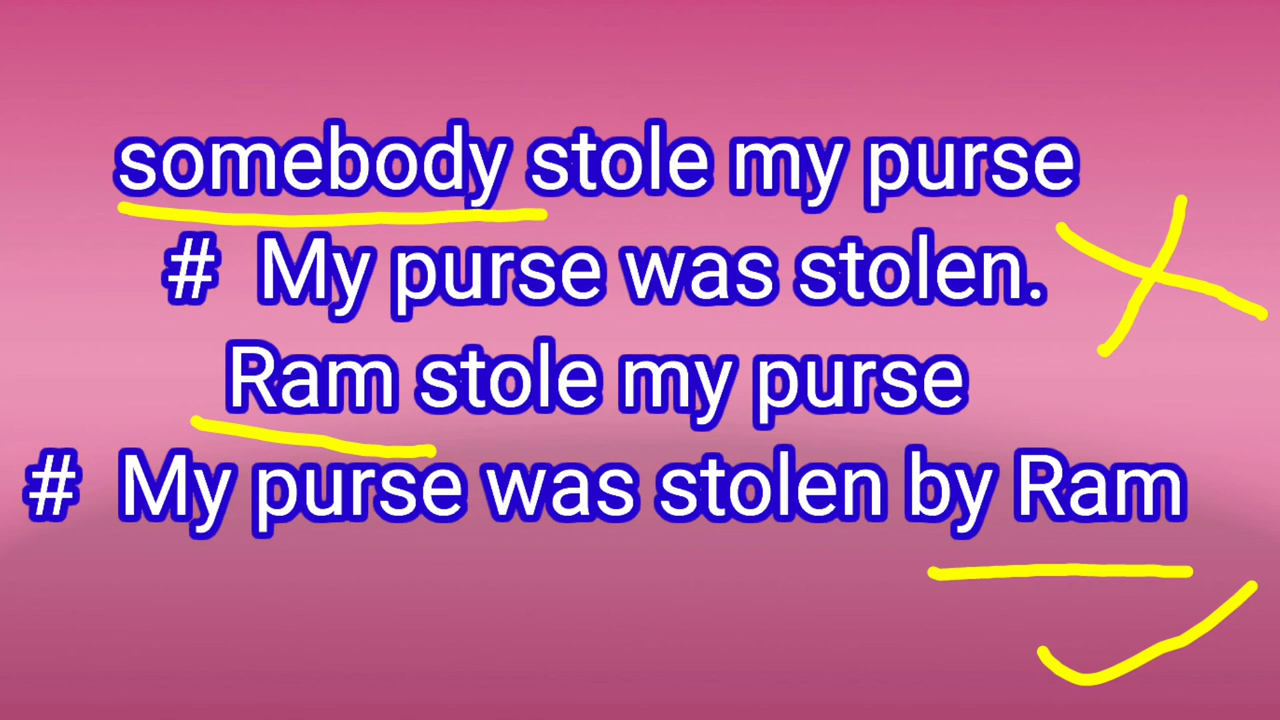 somebody stole my purse
# My purse was stolen.
Ram stole my purse
# My purse was stolen by Ram